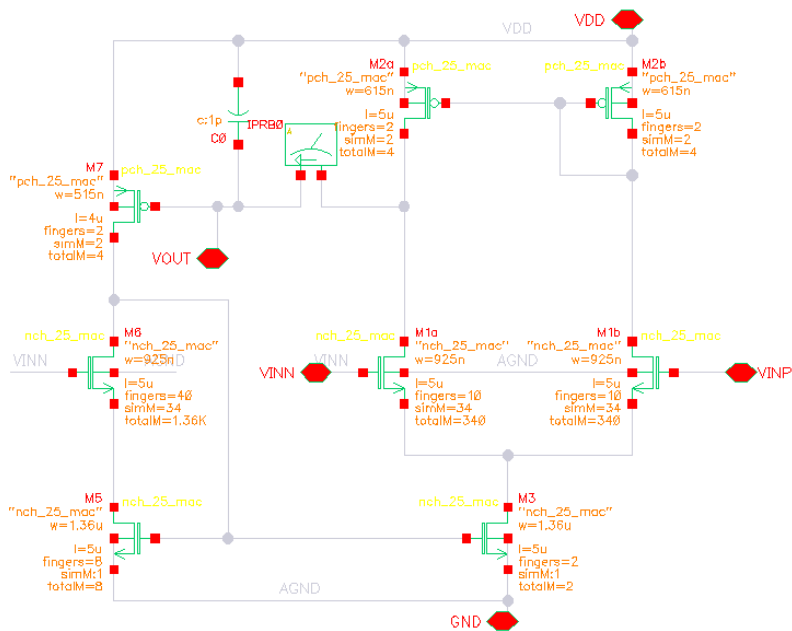 VDD
VDD
M2a
pch_25_mac
"pch_25_mac"
w=615n
l=5u
fingers=2
simM=2
totalM=4
M2b
pch_25_mac
"pch_25_mac"
w=615n
l=5u
fingers=2
simM=2
totalM=4
c:1p
C0
IPRB0
M7
pch_25_mac
"pch_25_mac"
w=515n
l=4u
fingers=2
simM=2
totalM=4
VOUT
M6
nch_25_mac
"nch_25_mac"
w=925n
VINN
AGND
l=5u
fingers=40
simM=34
totalM=1.36K
M1a
nch_25_mac
"nch_25_mac"
w=925n
VINN
VINN
l=5u
fingers=10
simM=34
totalM=340
M1b
nch_25_mac
"nch_25_mac"
w=925n
AGND
VINP
l=5u
fingers=10
simM=34
totalM=340
M5
nch_25_mac
"nch_25_mac"
w=1.36u
l=5u
fingers=8
simM:1
totalM=8
M3
nch_25_mac
"nch_25_mac"
w=1.36u
l=5u
fingers=2
simM:1
totalM=2
AGND
GND